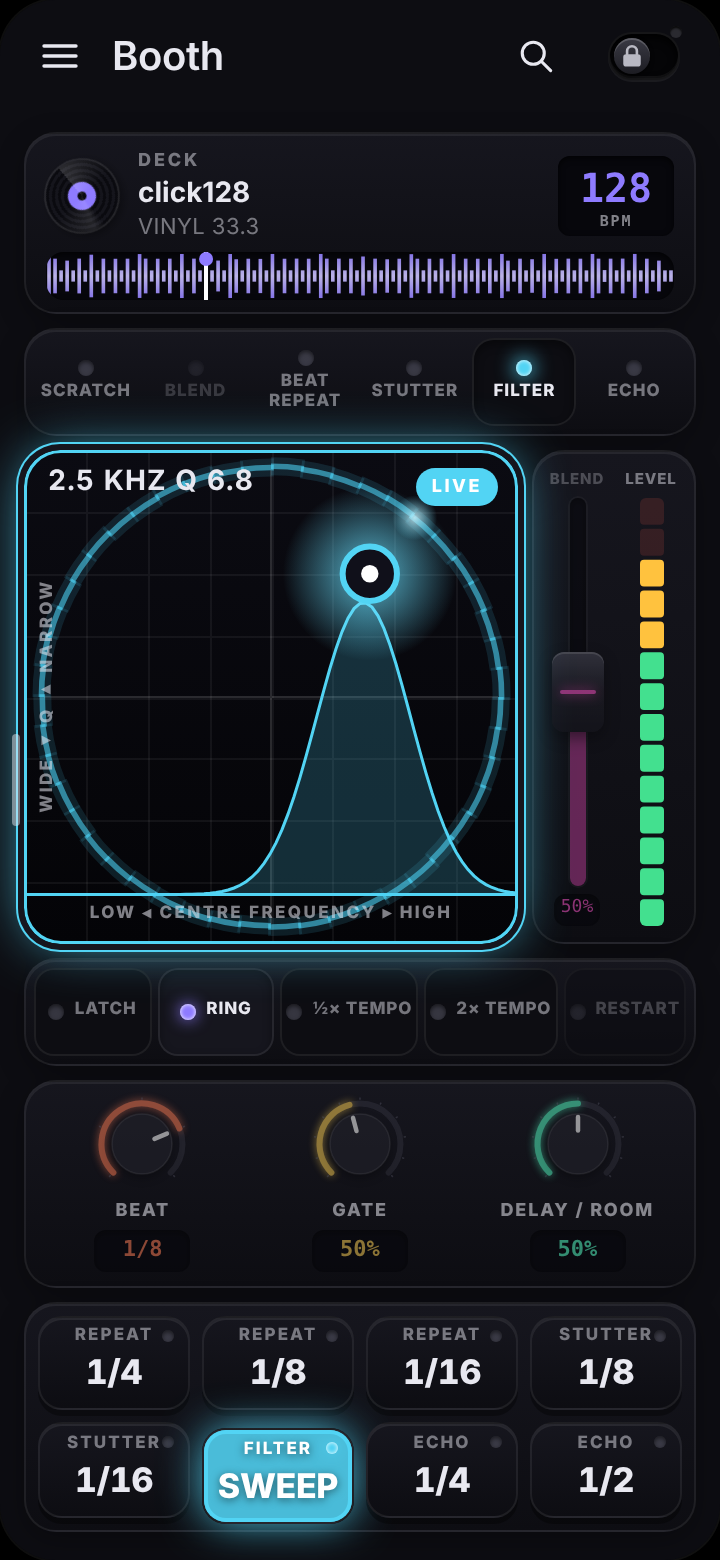 Booth
DECK
click128
VINYL 33.3
128
BPM
SCRATCH
BLEND
BEAT
REPEAT
STUTTER
FILTER
ECHO
2.5 KHZ Q 6.8
LIVE
WIDE ◂ Q ▸ NARROW
LOW ◂ CENTRE FREQUENCY ▸ HIGH
BLEND
LEVEL
50%
LATCH
RING
½× TEMPO
2× TEMPO
RESTART
BEAT
GATE
DELAY / ROOM
1/8
50%
50%
REPEAT
1/4
REPEAT
1/8
REPEAT
1/16
STUTTER
1/8
STUTTER
1/16
FILTER
SWEEP
ECHO
1/4
ECHO
1/2